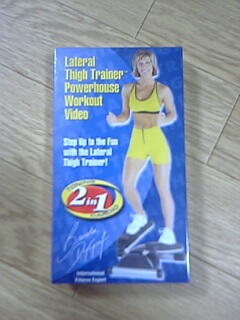 Lateral
Thigh Trainer™
Powerhouse
Workout
Video
Step Up to the Fun
with the Lateral
Thigh Trainer!
2 in 1
International
Fitness Expert